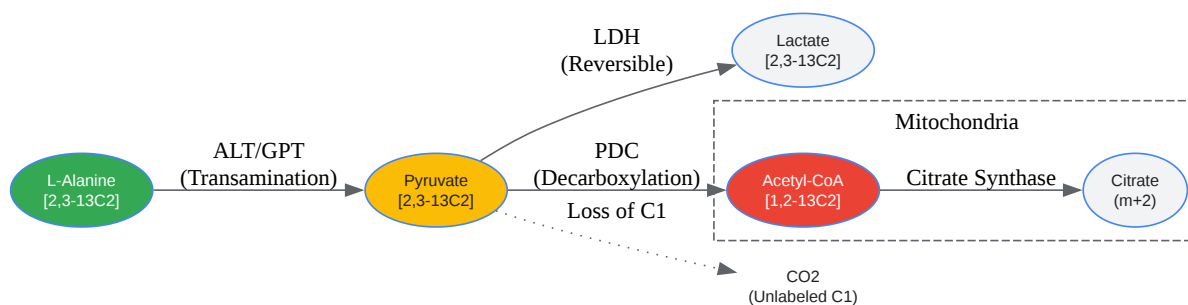 LDH
(Reversible)
Lactate
[2,3-13C2]
Mitochondria
ALT/GPT
(Transamination)
PDC
(Decarboxylation)
Loss of C1
L-Alanine
[2,3-13C2]
Pyruvate
[2,3-13C2]
Acetyl-CoA
[1,2-13C2]
Citrate Synthase
Citrate
(m+2)
CO2
(Unlabeled C1)